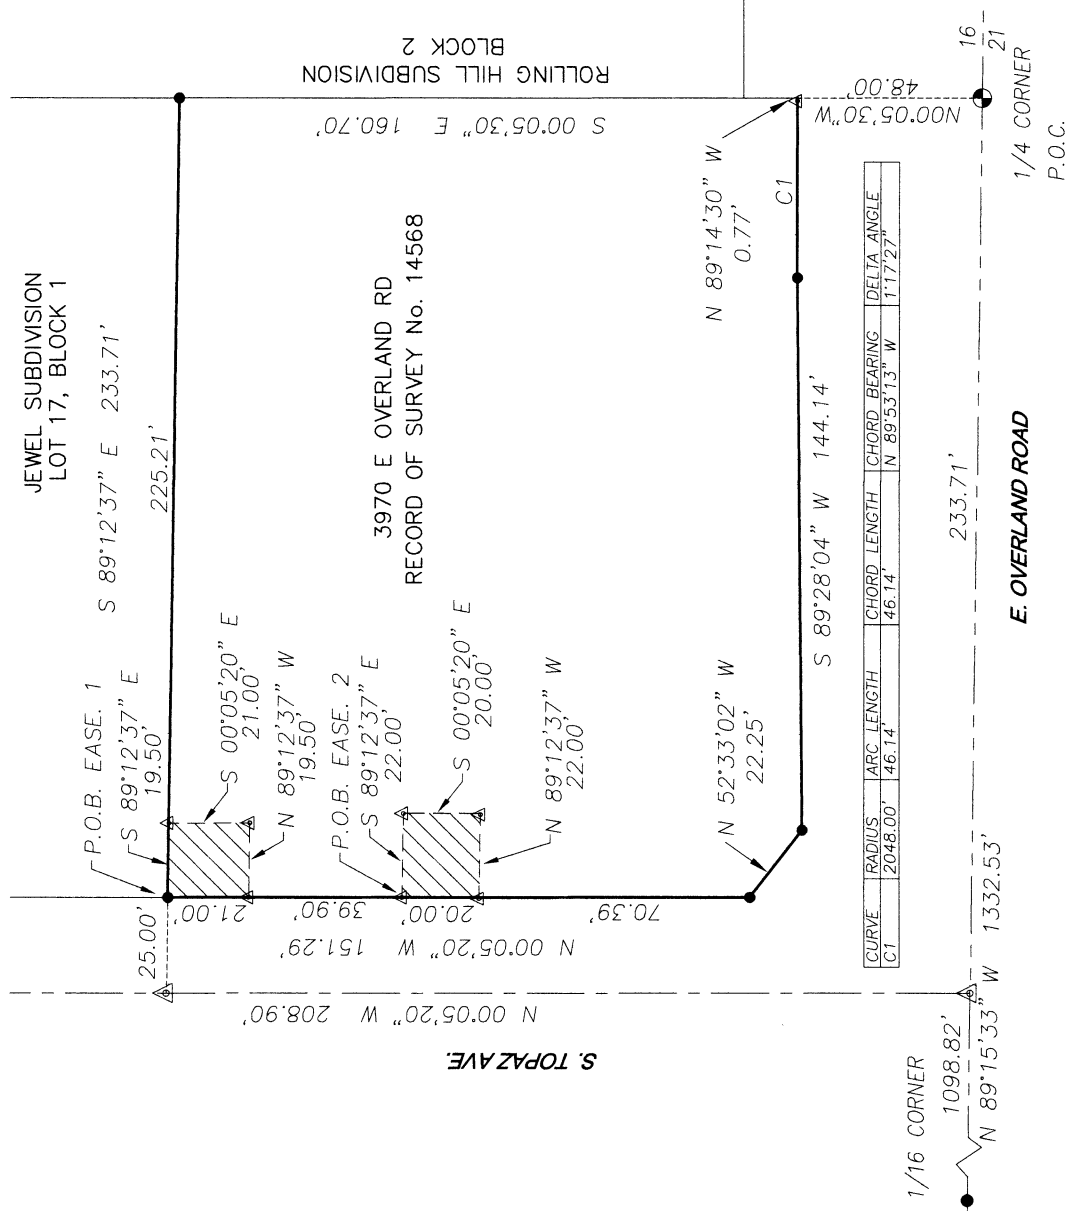 JEWEL SUBDIVISION
LOT 17, BLOCK 1
S 89°12'37" E 233.71'
225.21'
P.O.B. EASE. 1
S 89°12'37" E
19.50'
S 00°05'20" E
21.00'
N 89°12'37" W
19.50'
P.O.B. EASE. 2
S 89°12'37" E
22.00'
S 00°05'20" E
20.00'
N 89°12'37" W
22.00'
25.00'
21.00'
39.90'
20.00'
70.39'
N 00°05'20" W 151.29'
N 00°05'20" W 208.90'
S. TOPAZ AVE.
3970 E OVERLAND RD
RECORD OF SURVEY No. 14568
ROLLING HILL SUBDIVISION
BLOCK 2
S 00°05'30" E 160.70'
N 89°14'30" W
0.77'
C1
N00°05'30"W
48.00'
16
21
1/4 CORNER
P.O.C.
N 52°33'02" W
22.25'
S 89°28'04" W 144.14'
CURVE RADIUS ARC LENGTH CHORD LENGTH CHORD BEARING DELTA ANGLE
C1 2048.00' 46.14' 46.14' N 89°53'13" W 1°17'27"
233.71'
E. OVERLAND ROAD
1/16 CORNER
1098.82'
N 89°15'33" W 1332.53'